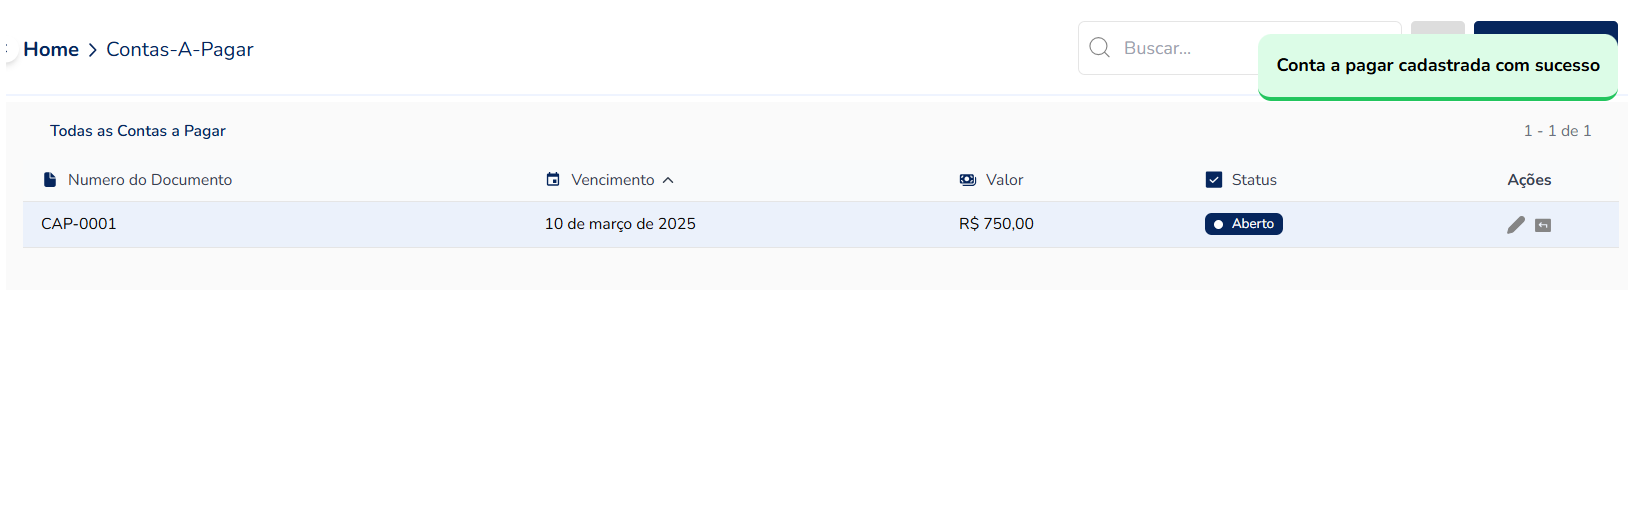 Home > Contas-A-Pagar
Buscar...
Conta a pagar cadastrada com sucesso
Todas as Contas a Pagar
1 - 1 de 1
Numero do Documento Vencimento Valor Status Ações
CAP-0001 10 de março de 2025 R$ 750,00 Aberto